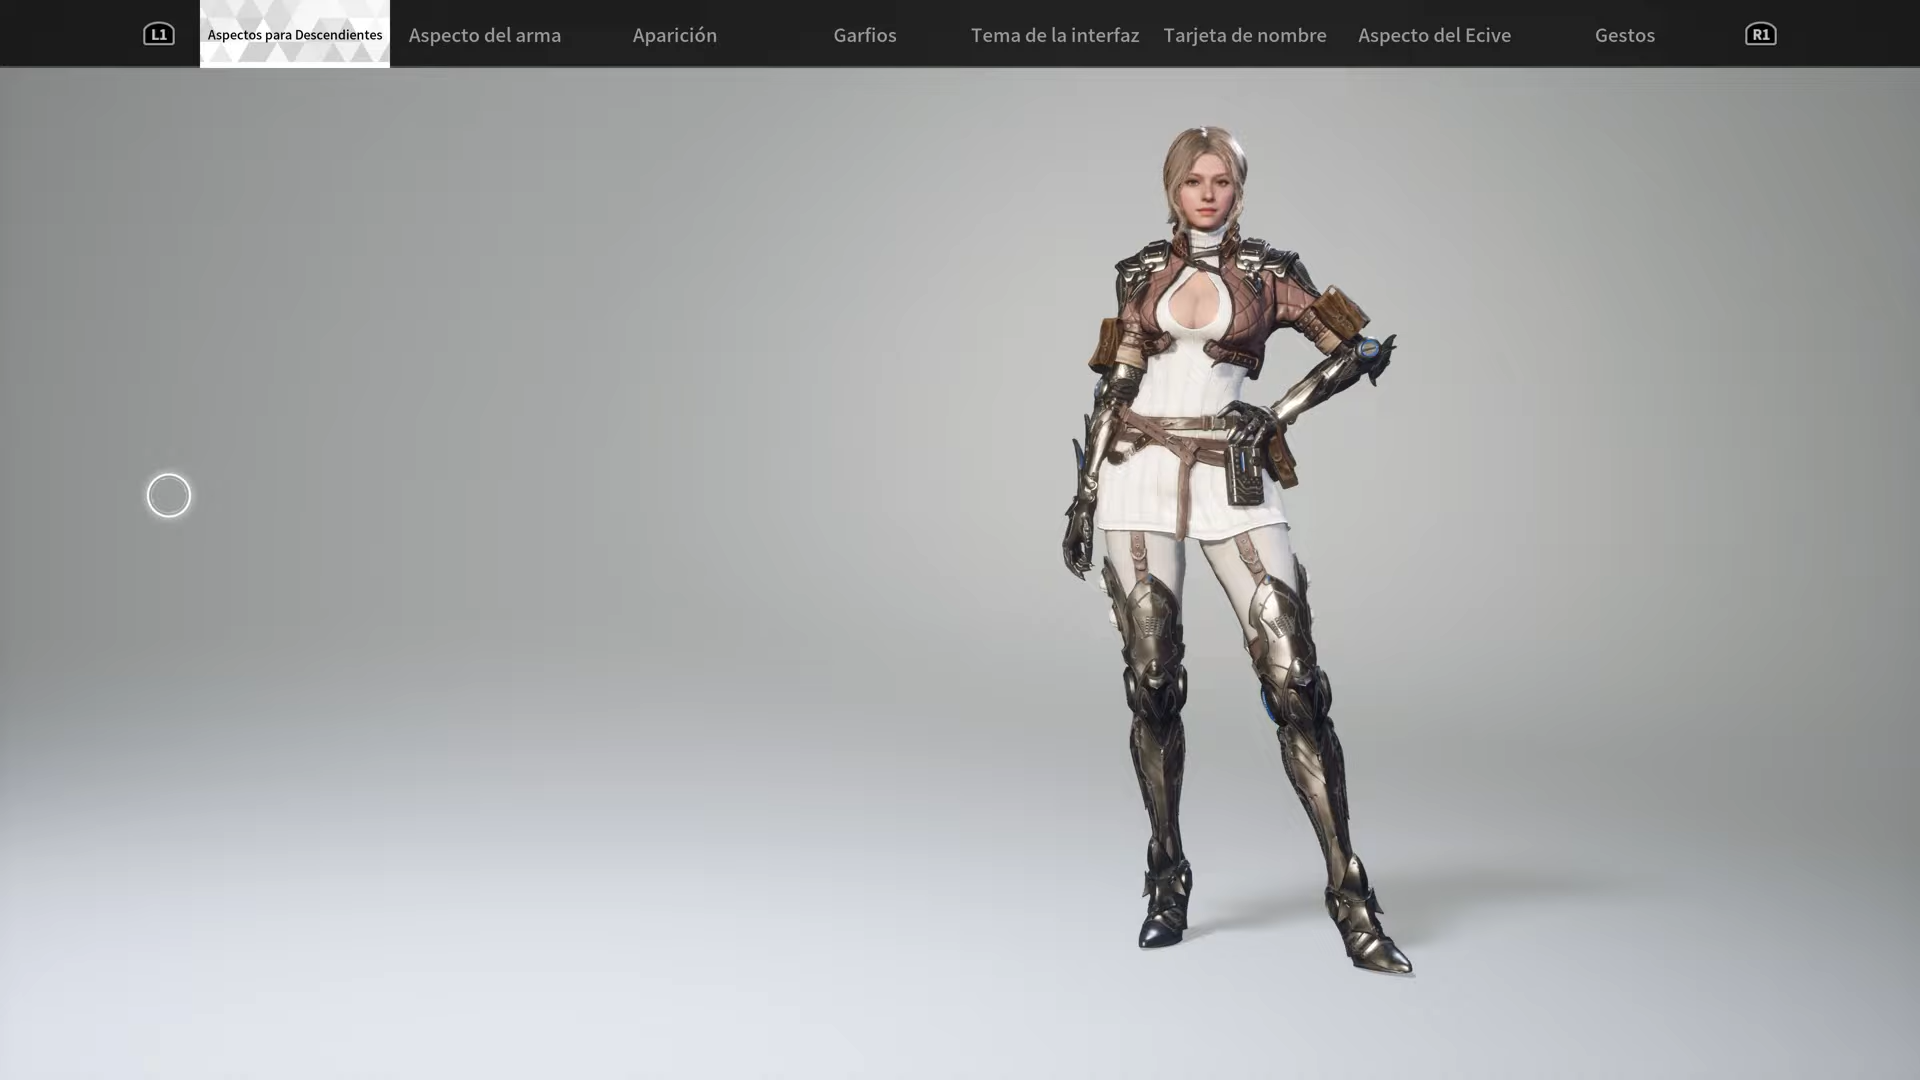 L1
Aspectos para Descendientes
Aspecto del arma
Aparición
Garfios
Tema de la interfaz
Tarjeta de nombre
Aspecto del Ecive
Gestos
R1